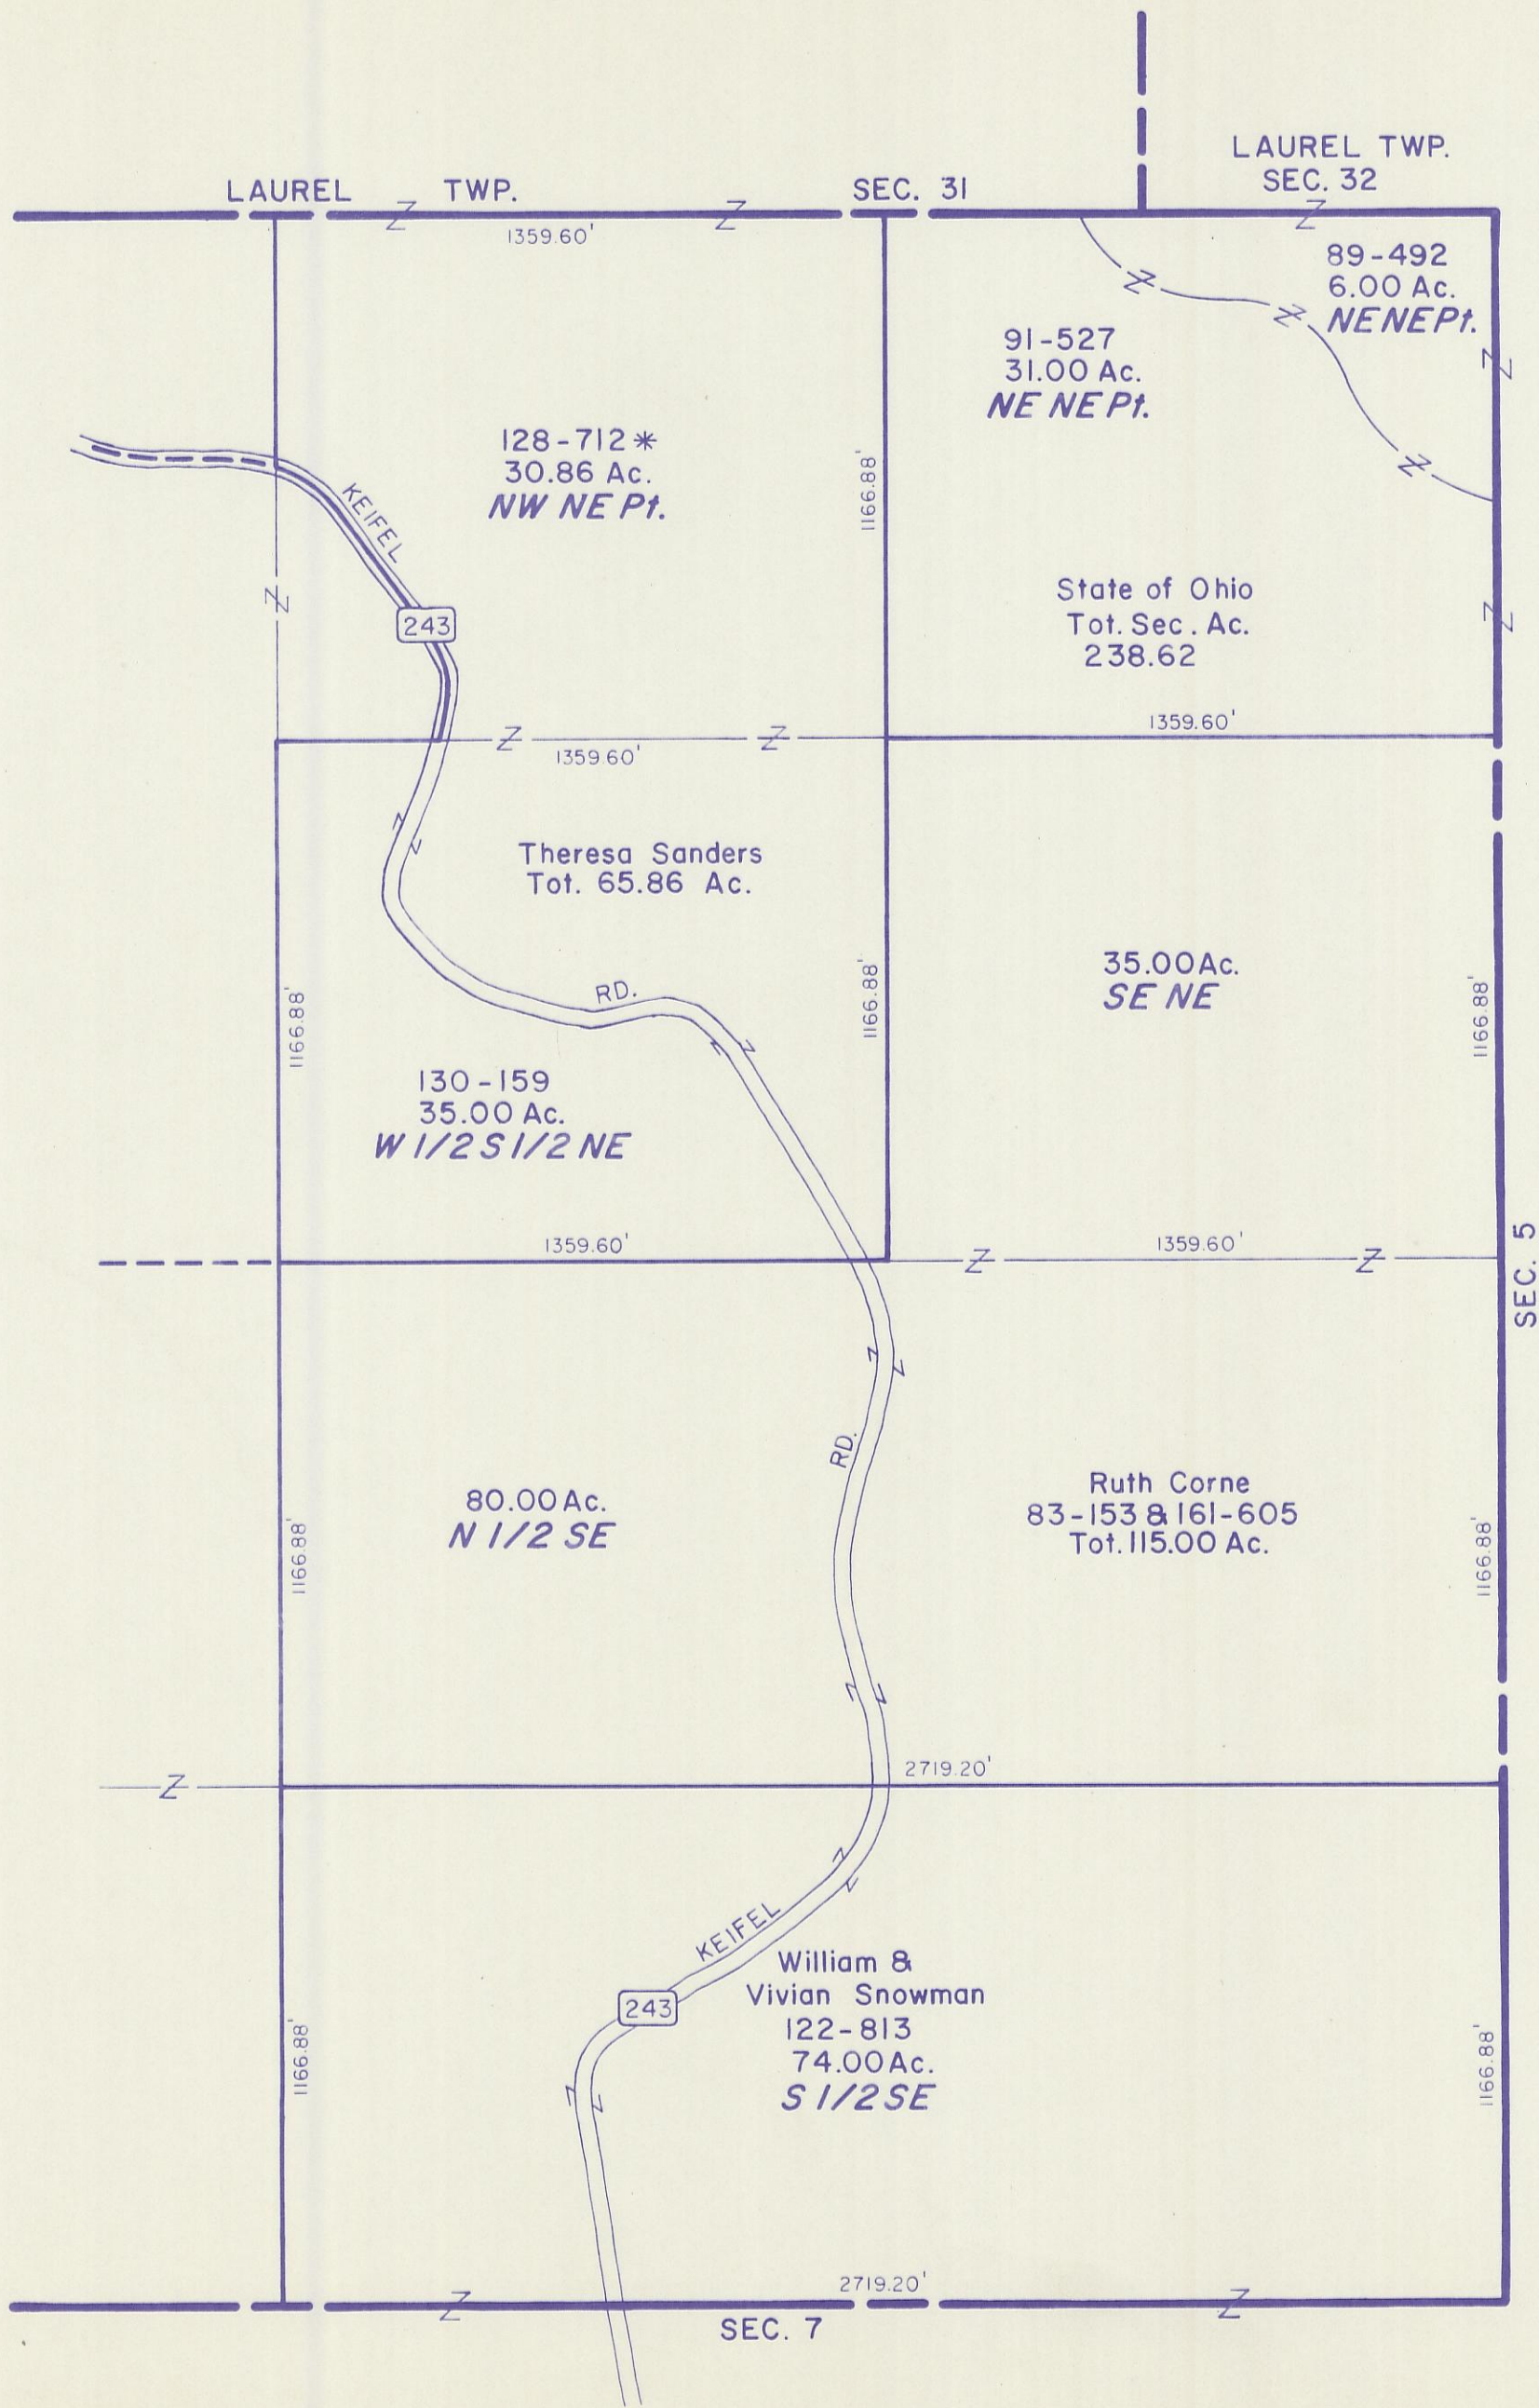 LAUREL TWP.
SEC. 32
LAUREL TWP. SEC. 31
1359.60'
89-492
6.00 Ac.
NE NE Pt.
91-527
31.00 Ac.
NE NE Pt.
128-712*
30.86 Ac.
NW NE Pt.
1166.88'
KEIFEL
243
State of Ohio
Tot. Sec. Ac.
238.62
1359.60'
1359.60'
Theresa Sanders
Tot. 65.86 Ac.
RD.
1166.88'
1166.88'
35.00 Ac.
SE NE
1166.88'
130-159
35.00 Ac.
W 1/2 S 1/2 NE
1359.60'
1359.60'
SEC. 5
RD.
80.00 Ac.
N 1/2 SE
1166.88'
Ruth Corne
83-153 & 161-605
Tot. 115.00 Ac.
1166.88'
2719.20'
KEIFEL
243
William &
Vivian Snowman
122-813
74.00 Ac.
S 1/2 SE
1166.88'
1166.88'
2719.20'
SEC. 7